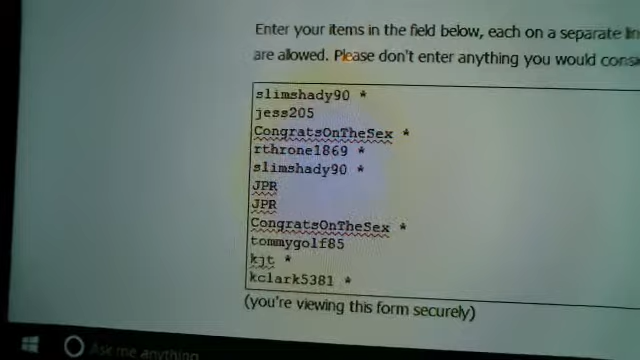 Enter your items in the field below, each on a separate
are allowed. Please don't enter anything you would
slimshady90 *
jess205
CongratsOnTheSex *
rthrone1869 *
slimshady90 *
JPR
JPR
CongratsOnTheSex *
tommygolf85
kjt *
kclark5381 *
(you're viewing this form securely)
Ask me anything